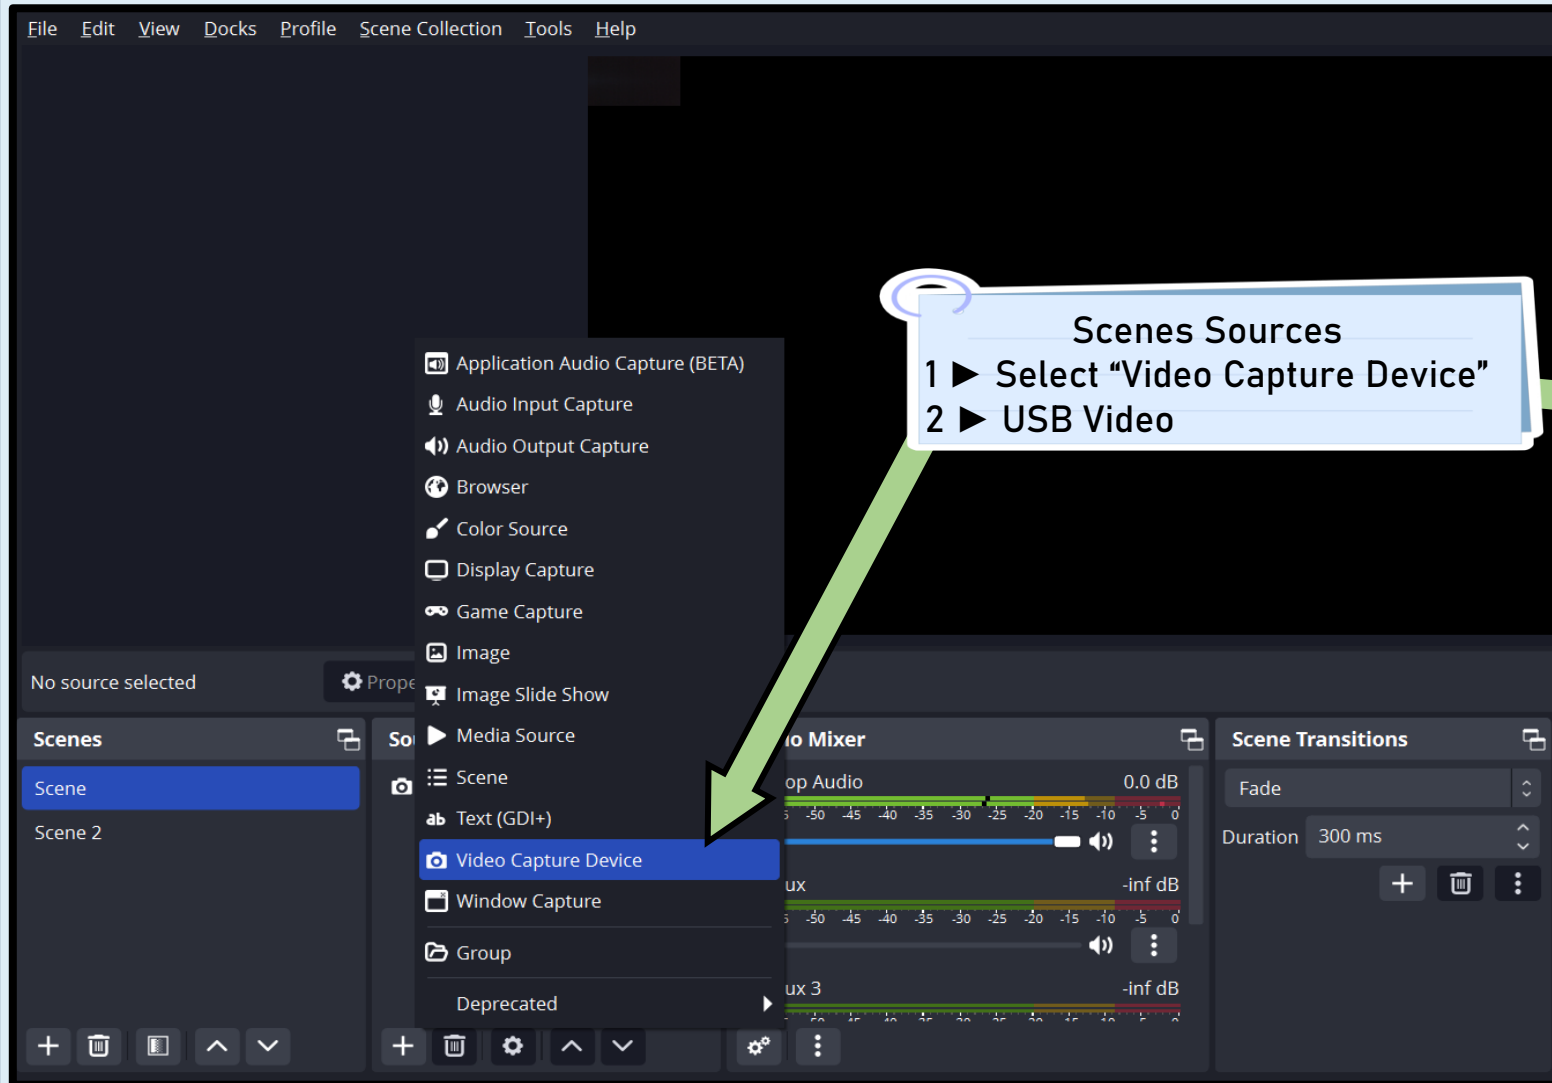 File Edit View Docks Profile Scene Collection Tools Help
Scenes Sources
1 ► Select “Video Capture Device”
2 ► USB Video
Application Audio Capture (BETA)
Audio Input Capture
Audio Output Capture
Browser
Color Source
Display Capture
Game Capture
Image
Image Slide Show
Media Source
Scene
ab Text (GDI+)
Video Capture Device
Window Capture
Group
Deprecated
No source selected
Prope
Scenes
Scene
Scene 2
So
io Mixer
op Audio 0.0 dB
-50 -45 -40 -35 -30 -25 -20 -15 -10 -5 0
ux -inf dB
-50 -45 -40 -35 -30 -25 -20 -15 -10 -5 0
ux 3 -inf dB
Scene Transitions
Fade
Duration 300 ms